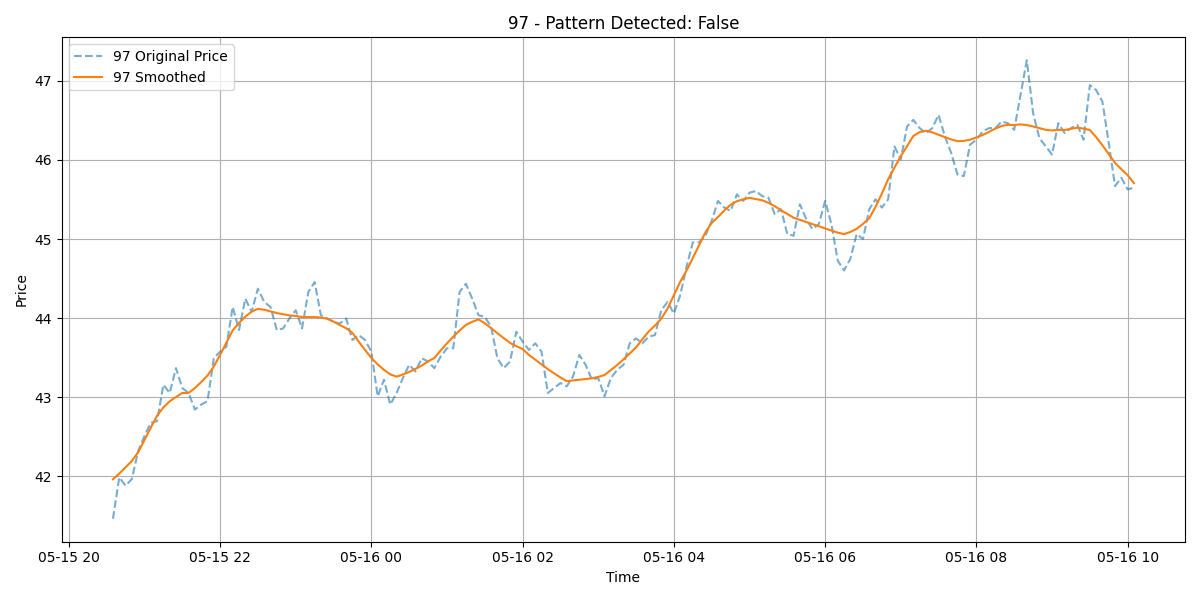 97 - Pattern Detected: False
97 Original Price
97 Smoothed
Price
47
46
45
44
43
42
05-15 20 05-15 22 05-16 00 05-16 02 05-16 04 05-16 06 05-16 08 05-16 10
Time